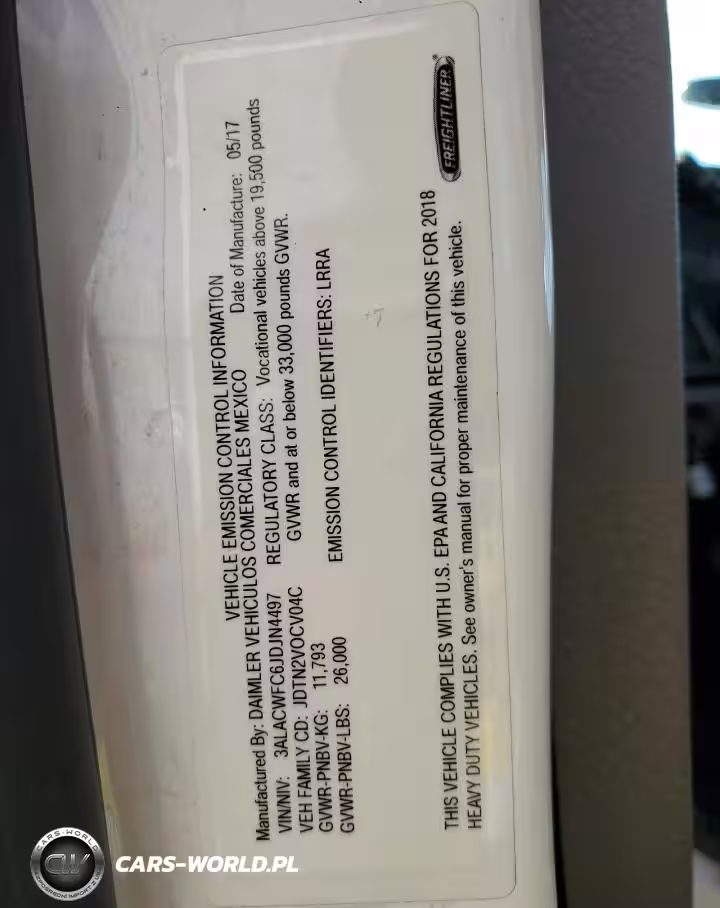 VEHICLE EMISSION CONTROL INFORMATION
Manufactured By: DAIMLER VEHICULOS COMERCIALES MEXICO Date of Manufacture: 05/17
VIN/NIV: 3ALACWFC6JDJN4497 REGULATORY CLASS: Vocational vehicles above 19,500 pounds
VEH FAMILY CD: JDTN2VOCV04C GVWR and at or below 33,000 pounds GVWR.
GVWR-PNBV-KG: 11,793
GVWR-PNBV-LBS: 26,000 EMISSION CONTROL IDENTIFIERS: LRRA
THIS VEHICLE COMPLIES WITH U.S. EPA AND CALIFORNIA REGULATIONS FOR 2018
HEAVY DUTY VEHICLES. See owner's manual for proper maintenance of this vehicle.
FREIGHTLINER
CARS-WORLD
CW
CARS-WORLD.PL